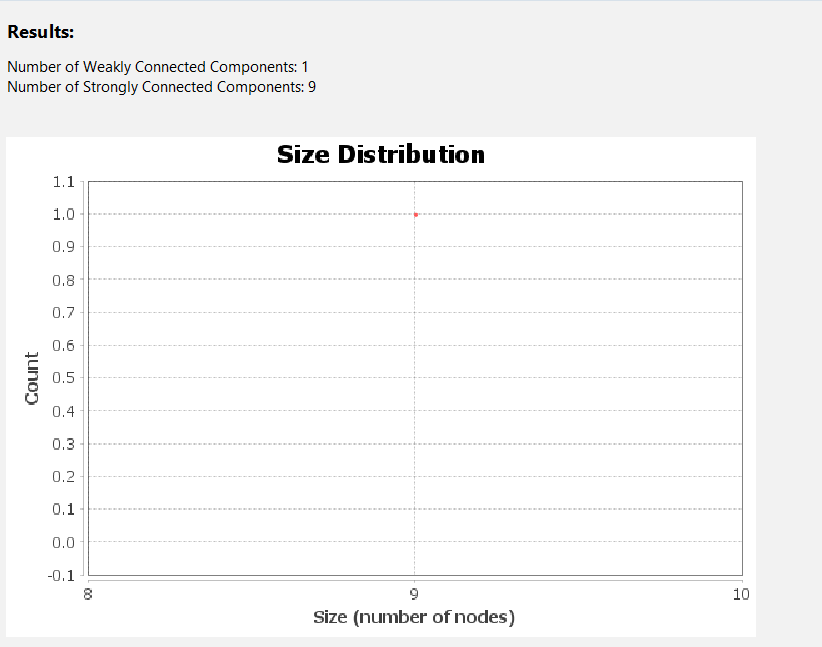 Results:
Number of Weakly Connected Components: 1
Number of Strongly Connected Components: 9
Size Distribution
1.1
1.0
0.9
0.8
0.7
0.6
0.5
0.4
0.3
0.2
0.1
0.0
-0.1
Count
8 9 10
Size (number of nodes)